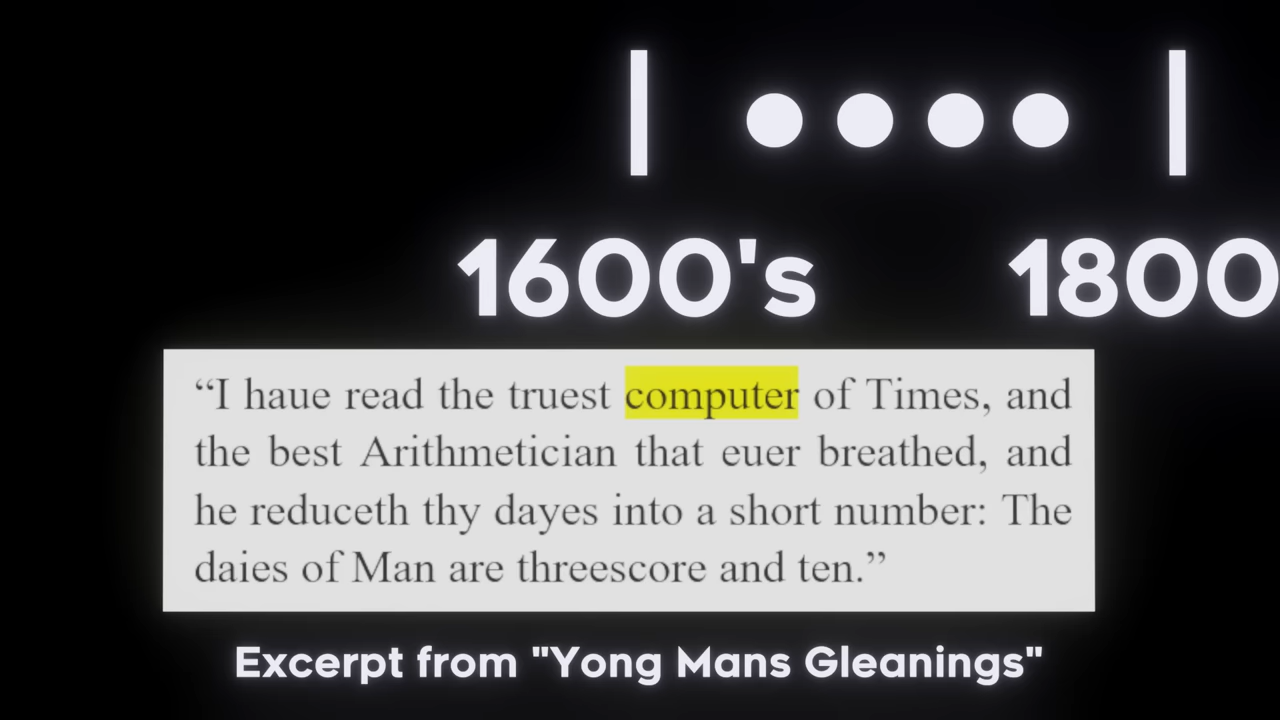 1600's 1800
“I haue read the truest computer of Times, and
the best Arithmetician that euer breathed, and
he reduceth thy dayes into a short number: The
daies of Man are threescore and ten.”
Excerpt from "Yong Mans Gleanings"